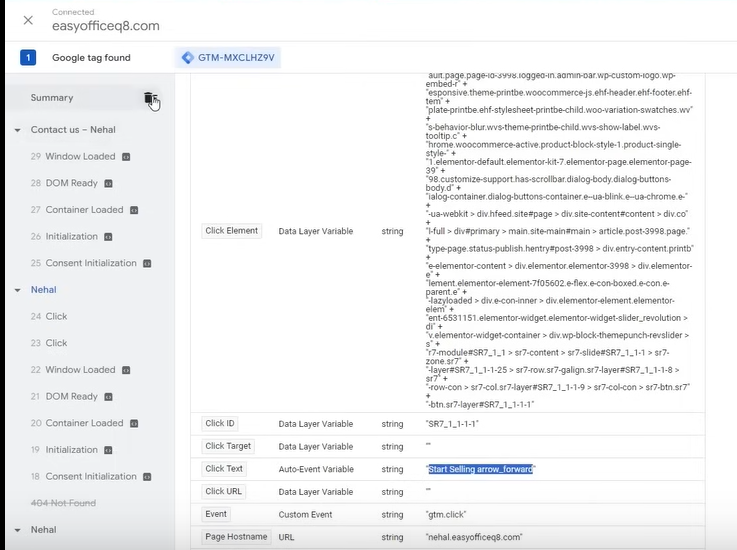 Connected
easyofficeq8.com
1
Google tag found
GTM-MXCLHZ9V
Summary
Contact us – Nehal
29 Window Loaded
28 DOM Ready
27 Container Loaded
26 Initialization
25 Consent Initialization
Nehal
24 Click
23 Click
22 Window Loaded
21 DOM Ready
20 Container Loaded
19 Initialization
18 Consent Initialization
404 Not Found
Nehal
ault.page.page-id-3998.logged-in.admin-bar.wp-custom-logo.wp-
embed-r" +
"esponsive.theme-printbe.woocommerce-js.ehf-header.ehf-footer.ehf-
tem" +
"plate-printbe.ehf-stylesheet-printbe-child.woo-variation-swatches.wv"
+
"s-behavior-blur.wvs-theme-printbe-child.wvs-show-label.wvs-
tooltip.c" +
"hrome.woocommerce-active.product-block-style-1.product-single-
style-" +
"1.elementor-default.elementor-kit-7.elementor-page.elementor-page-
39" +
"98.customize-support.has-scrollbar.dialog-body.dialog-buttons-
body.d" +
"ialog-container.dialog-buttons-container.e--ua-blink.e--ua-chrome.e-"
+
"-ua-webkit > div.hfeed.site#page > div.site-content#content > div.co"
+
"l-full > div#primary > main.site-main#main > article.post-3998.page."
+
"type-page.status-publish.hentry#post-3998 > div.entry-content.printb"
+
"e-elementor-content > div.elementor.elementor-3998 > div.elementor-
e" +
"lement.elementor-element-7f05602.e-flex.e-con-boxed.e-con.e-
parent.e" +
"-lazyloaded > div.e-con-inner > div.elementor-element.elementor-
elem" +
"ent-6531151.elementor-widget.elementor-widget-slider_revolution >
di" +
"v.elementor-widget-container > div.wp-block-themepunch-revslider >
s" +
"r7-module#SR7_1_1 > sr7-content > sr7-slide#SR7_1_1-1 > sr7-
zone.sr7"
"-layer#SR7_1_1-1-25 > sr7-row.sr7-galign.sr7-layer#SR7_1_1-1-8 >
sr7" +
"-row-con > sr7-col.sr7-layer#SR7_1_1-1-9 > sr7-col-con > sr7-btn.sr7"
+
"-btn.sr7-layer#SR7_1_1-1-1"
Click Element Data Layer Variable string
Click ID Data Layer Variable string "SR7_1_1-1-1"
Click Target Data Layer Variable string ""
Click Text Auto-Event Variable string "Start Selling arrow_forward"
Click URL Data Layer Variable string ""
Event Custom Event string "gtm.click"
Page Hostname URL string "nehal.easyofficeq8.com"